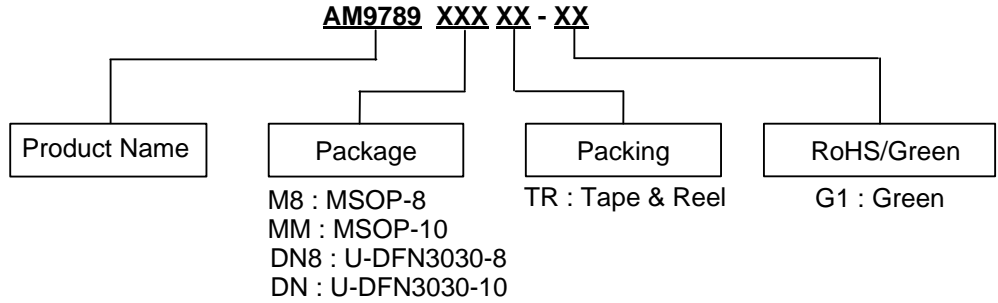 AM9789 XXX XX - XX
Product Name
Package
Packing
RoHS/Green
M8 : MSOP-8
MM : MSOP-10
DN8 : U-DFN3030-8
DN : U-DFN3030-10
TR : Tape & Reel
G1 : Green